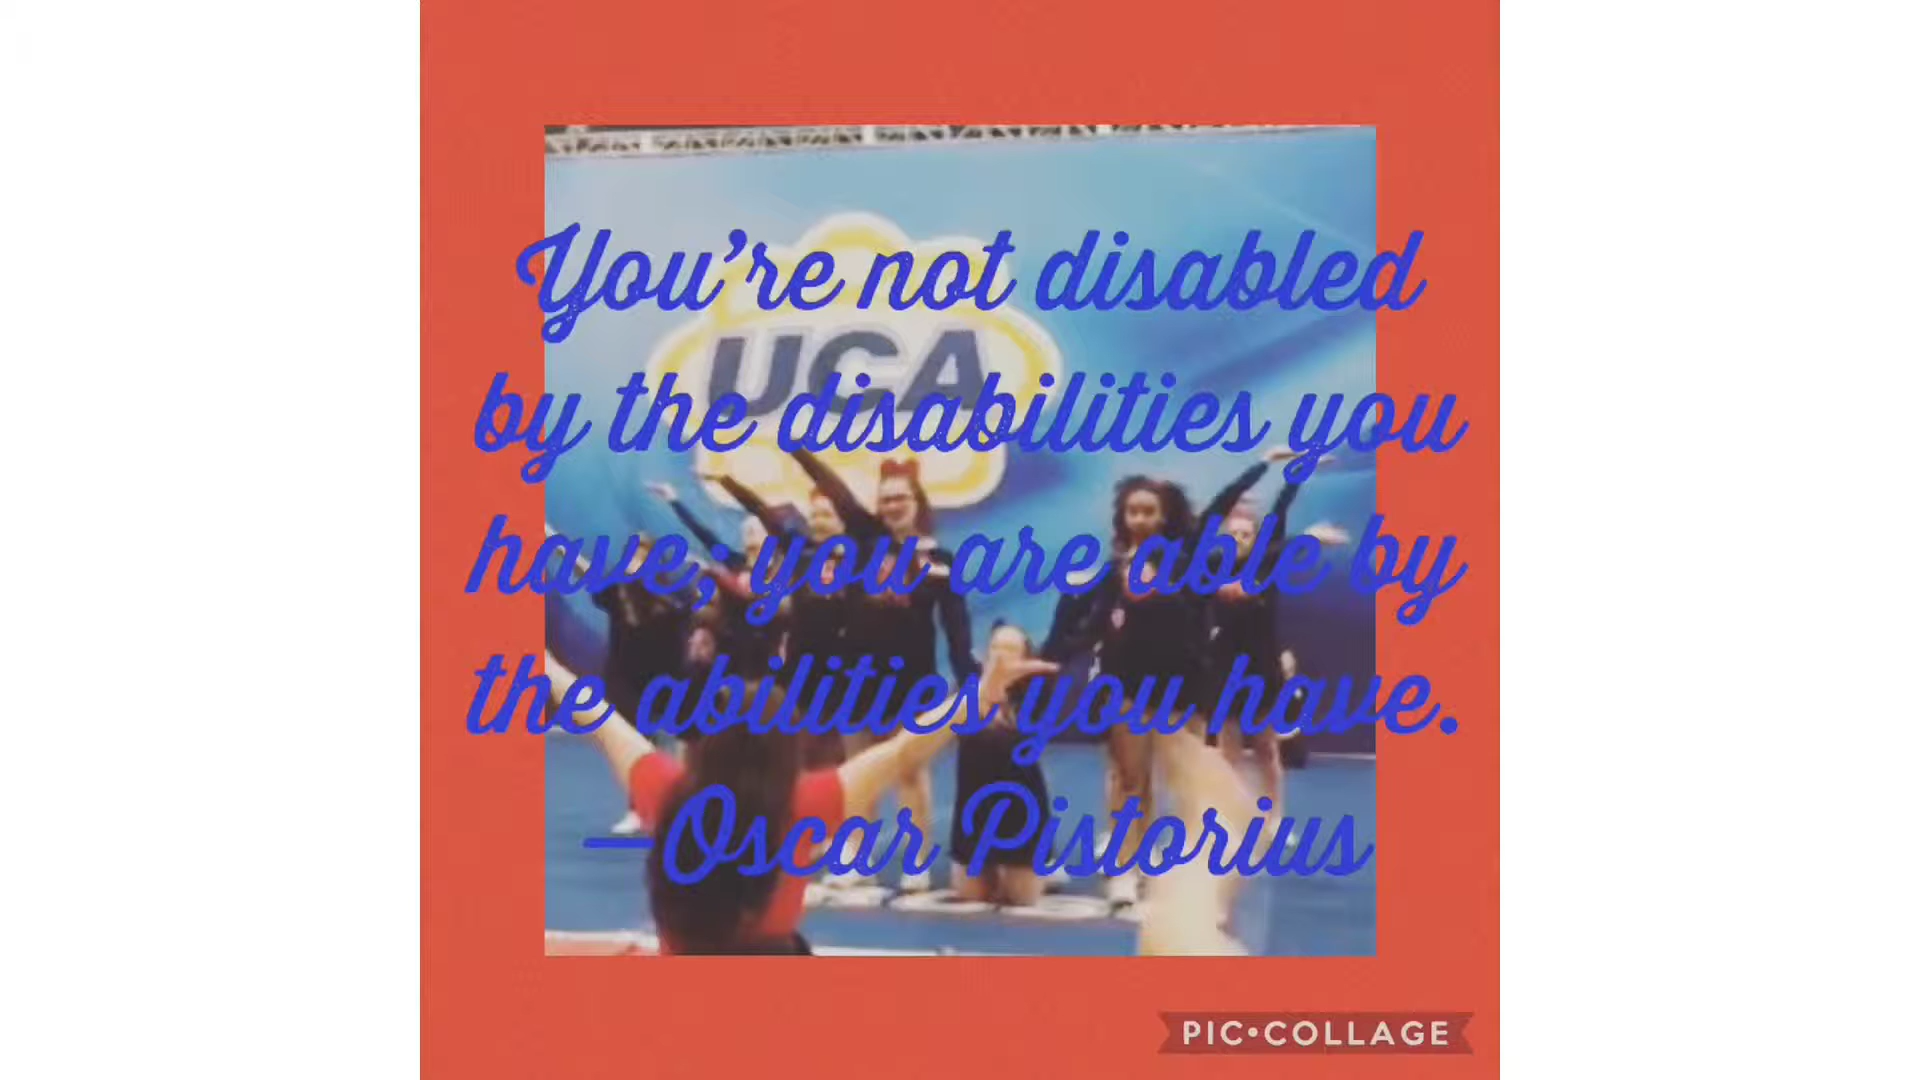 UCA
You're not disabled
by the disabilities you
have; you are able by
the abilities you have.
—Oscar Pistorius
PIC•COLLAGE